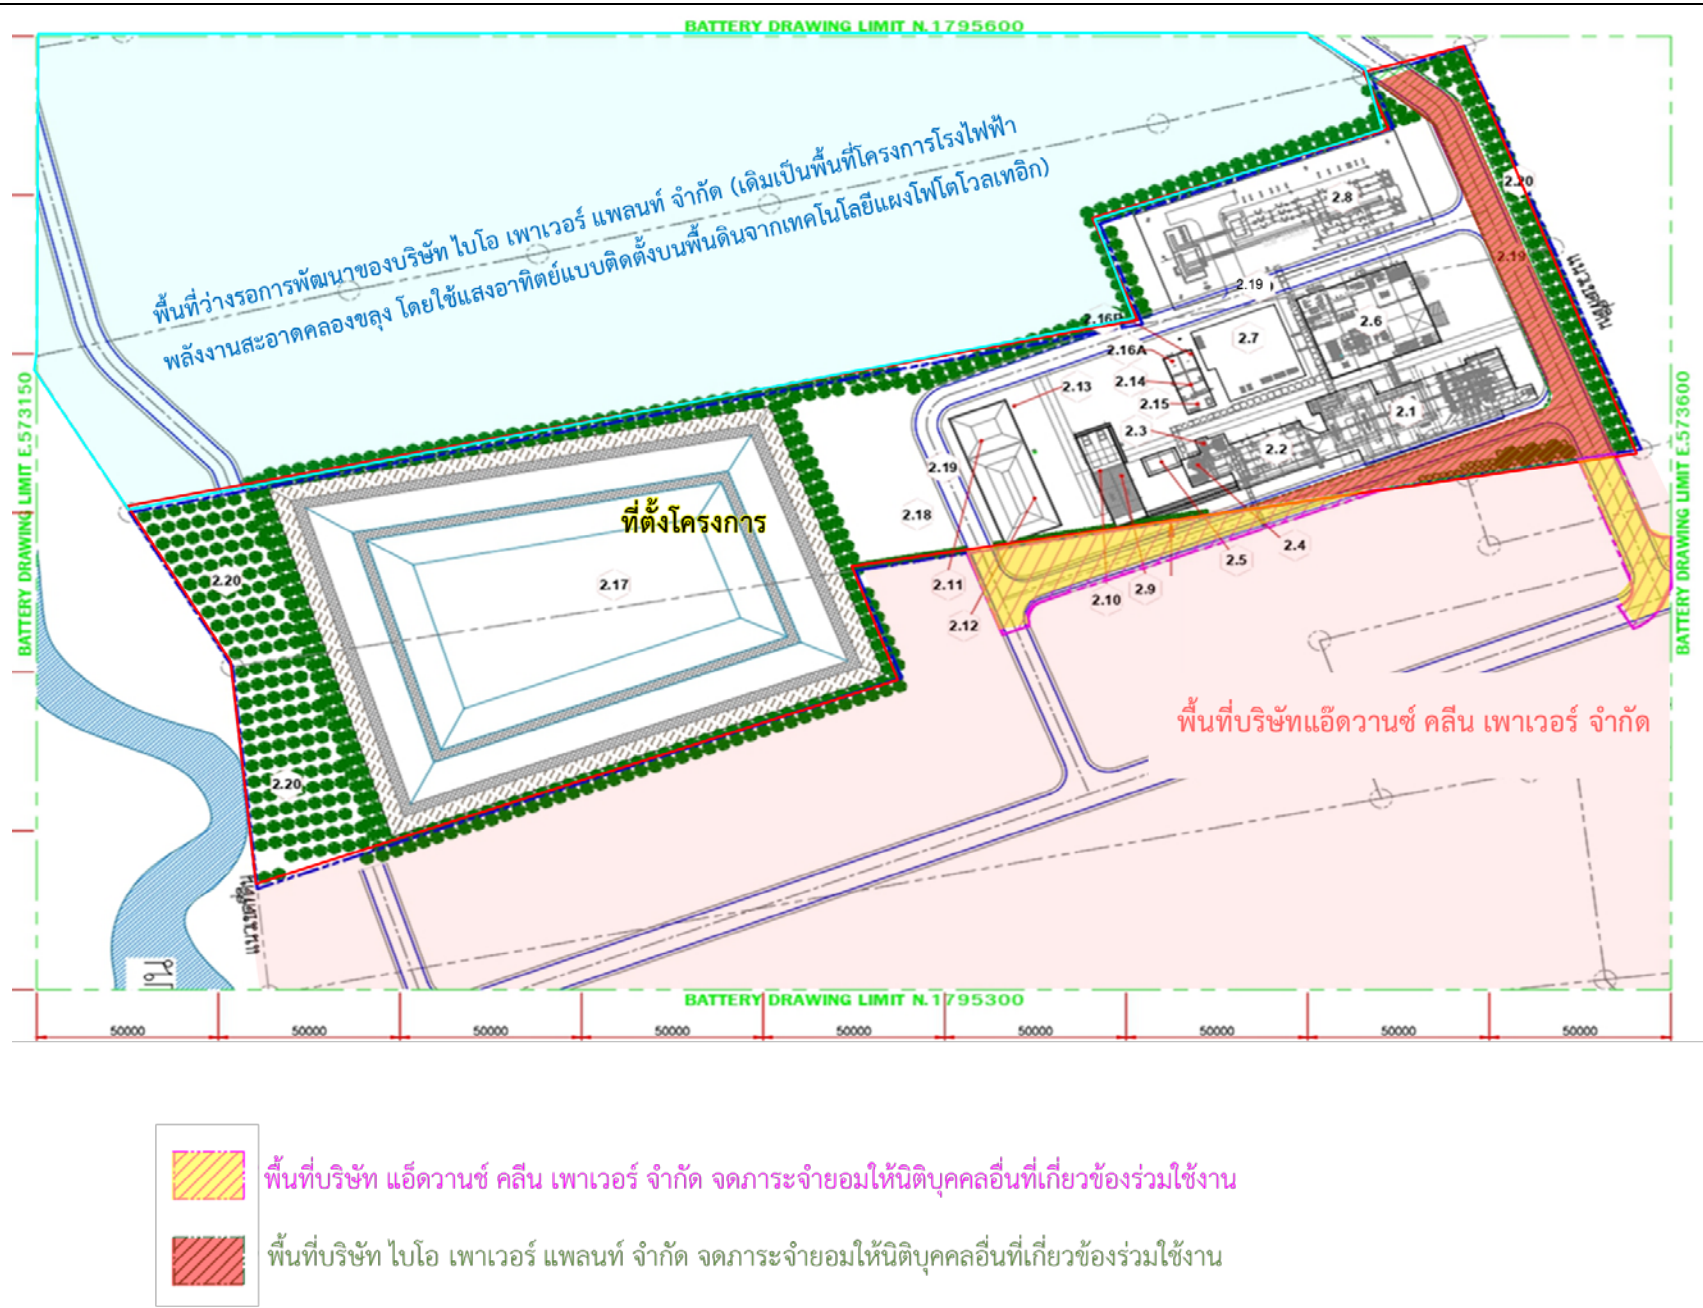 BATTERY DRAWING LIMIT N.1795600
พื้นที่ว่างรอการพัฒนาของบริษัท ไบโอ เพาเวอร์ แพลนท์ จำกัด (เดิมเป็นพื้นที่โครงการโรงไฟฟ้า
พลังงานสะอาดคลองขลุง โดยใช้แสงอาทิตย์แบบติดตั้งบนพื้นดินจากเทคโนโลยีแผงโฟโตโวลเทอิก)
BATTERY DRAWING LIMIT E.573150
BATTERY DRAWING LIMIT E.573600
แนวเขตที่ดิน
2.20
2.8
2.19
2.19
2.16B
2.7
2.6
2.16A
2.13
2.14
2.15
2.1
2.3
2.2
2.19
ที่ตั้งโครงการ
2.18
2.4
2.5
2.20
2.17
2.11
2.10
2.9
2.12
พื้นที่บริษัทแอ๊ดวานซ์ คลีน เพาเวอร์ จำกัด
2.20
แนวเขตที่ดิน
BATTERY DRAWING LIMIT N.1795300
50000 50000 50000 50000 50000 50000 50000 50000 50000
พื้นที่บริษัท แอ็ดวานซ์ คลีน เพาเวอร์ จำกัด จดภาระจำยอมให้นิติบุคคลอื่นที่เกี่ยวข้องร่วมใช้งาน
พื้นที่บริษัท ไบโอ เพาเวอร์ แพลนท์ จำกัด จดภาระจำยอมให้นิติบุคคลอื่นที่เกี่ยวข้องร่วมใช้งาน